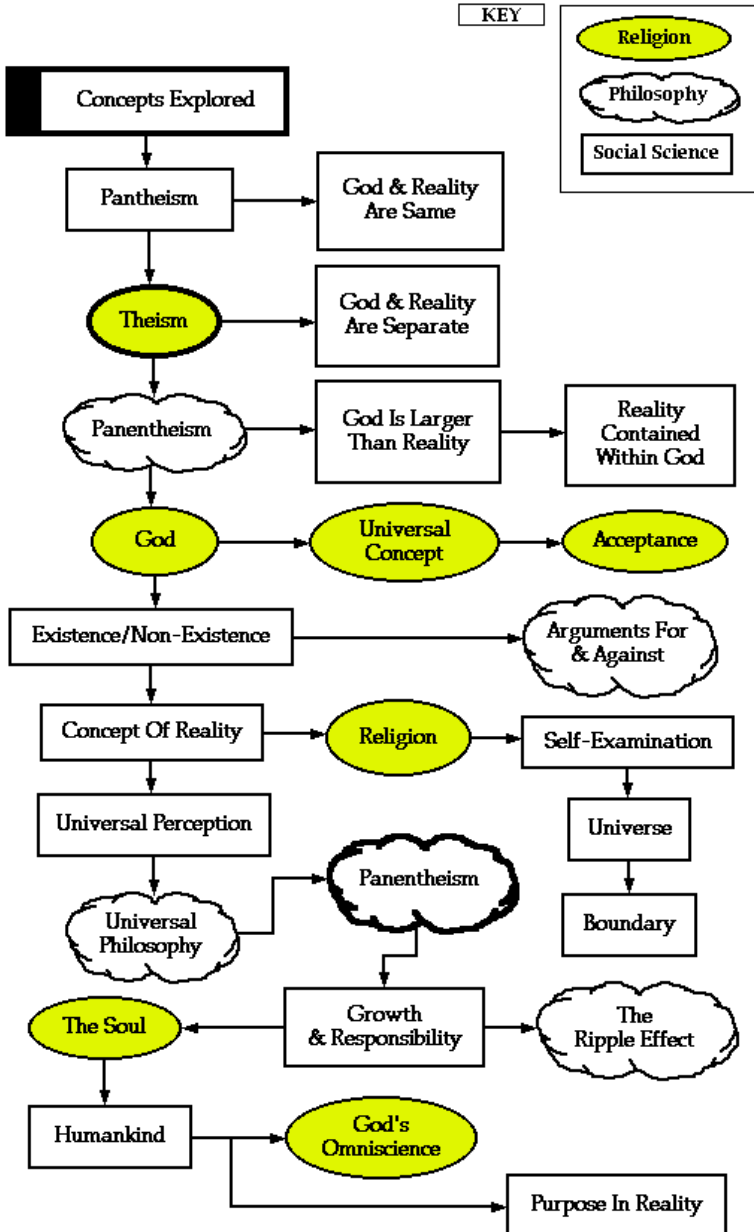 KEY
Religion
Philosophy
Social Science
Concepts Explored
Pantheism
God & Reality
Are Same
Theism
God & Reality
Are Separate
Panentheism
God Is Larger
Than Reality
Reality
Contained
Within God
God
Universal
Concept
Acceptance
Existence/Non-Existence
Arguments For
& Against
Concept Of Reality
Religion
Self-Examination
Universal Perception
Universe
Panentheism
Universal
Philosophy
Boundary
The Soul
Growth
& Responsibility
The
Ripple Effect
Humankind
God's
Omniscience
Purpose In Reality